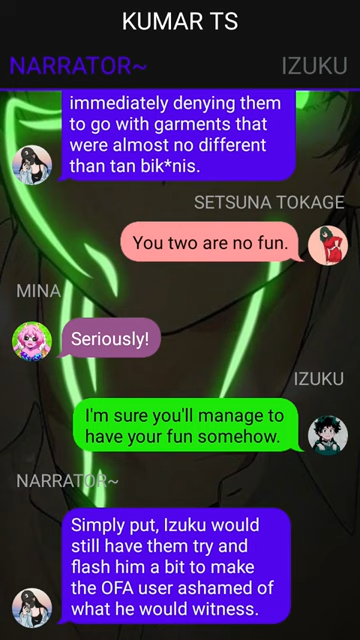 KUMAR TS
NARRATOR~ IZUKU
immediately denying them
to go with garments that
were almost no different
than tan bik*nis.
SETSUNA TOKAGE
You two are no fun.
MINA
Seriously!
IZUKU
I'm sure you'll manage to
have your fun somehow.
NARRATOR~
Simply put, Izuku would
still have them try and
flash him a bit to make
the OFA user ashamed of
what he would witness.